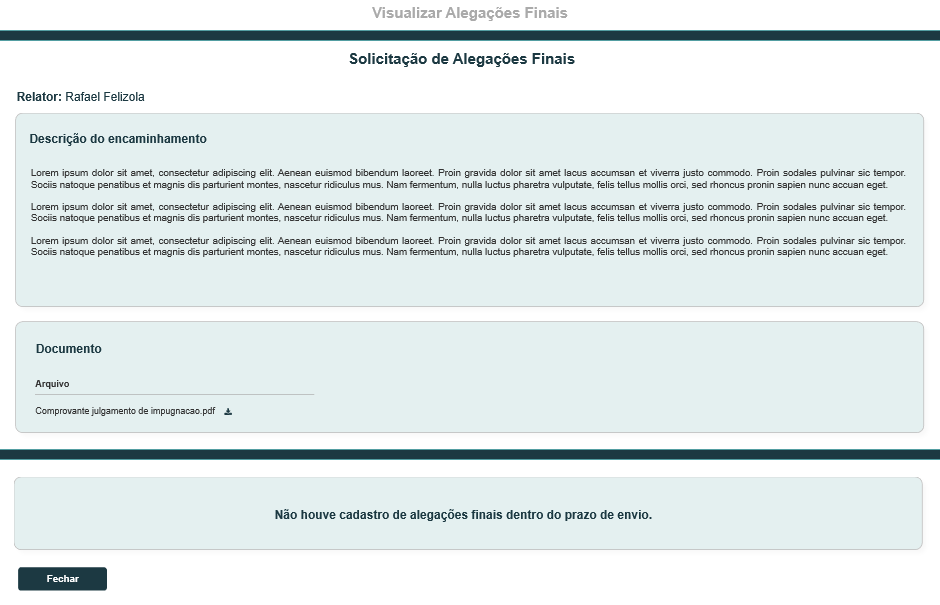 Visualizar Alegações Finais
Solicitação de Alegações Finais
Relator: Rafael Felizola
Descrição do encaminhamento
Lorem ipsum dolor sit amet, consectetur adipiscing elit. Aenean euismod bibendum laoreet. Proin gravida dolor sit amet lacus accumsan et viverra justo commodo. Proin sodales pulvinar sic tempor.
Sociis natoque penatibus et magnis dis parturient montes, nascetur ridiculus mus. Nam fermentum, nulla luctus pharetra vulputate, felis tellus mollis orci, sed rhoncus pronin sapien nunc accuan eget.
Lorem ipsum dolor sit amet, consectetur adipiscing elit. Aenean euismod bibendum laoreet. Proin gravida dolor sit amet lacus accumsan et viverra justo commodo. Proin sodales pulvinar sic tempor.
Sociis natoque penatibus et magnis dis parturient montes, nascetur ridiculus mus. Nam fermentum, nulla luctus pharetra vulputate, felis tellus mollis orci, sed rhoncus pronin sapien nunc accuan eget.
Lorem ipsum dolor sit amet, consectetur adipiscing elit. Aenean euismod bibendum laoreet. Proin gravida dolor sit amet lacus accumsan et viverra justo commodo. Proin sodales pulvinar sic tempor.
Sociis natoque penatibus et magnis dis parturient montes, nascetur ridiculus mus. Nam fermentum, nulla luctus pharetra vulputate, felis tellus mollis orci, sed rhoncus pronin sapien nunc accuan eget.
Documento
Arquivo
Comprovante julgamento de impugnacao.pdf
Não houve cadastro de alegações finais dentro do prazo de envio.
Fechar